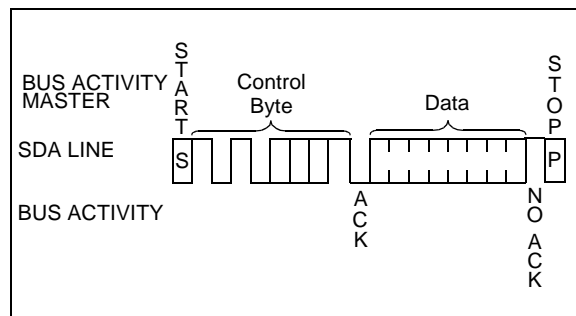 START
BUS ACTIVITY
MASTER
Control
Byte
Data
STOP
SDA LINE
S
P
BUS ACTIVITY
ACK
NO ACK